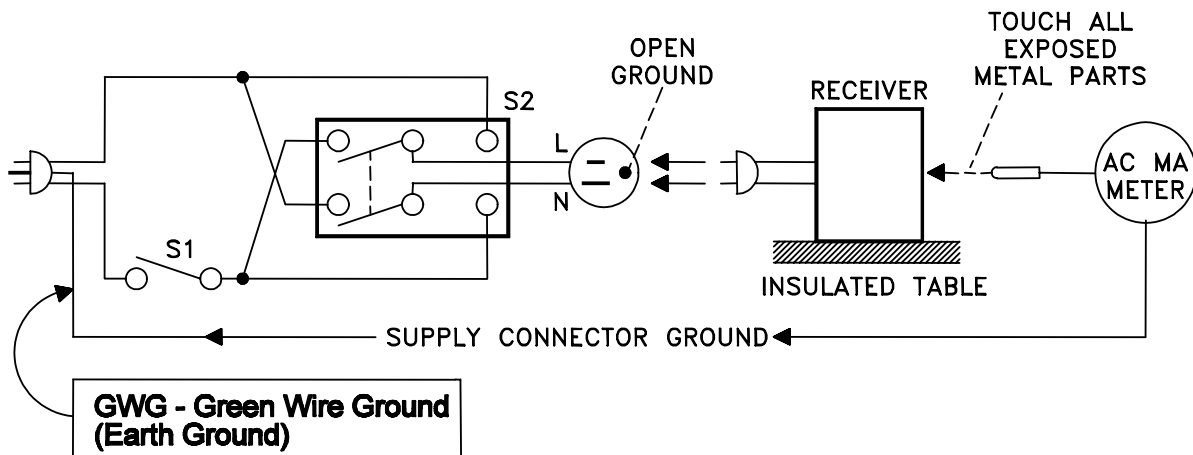 TOUCH ALL
EXPOSED
METAL PARTS
OPEN
GROUND
RECEIVER
S2
L
N
AC MA
METER
S1
INSULATED TABLE
SUPPLY CONNECTOR GROUND
GWG - Green Wire Ground
(Earth Ground)